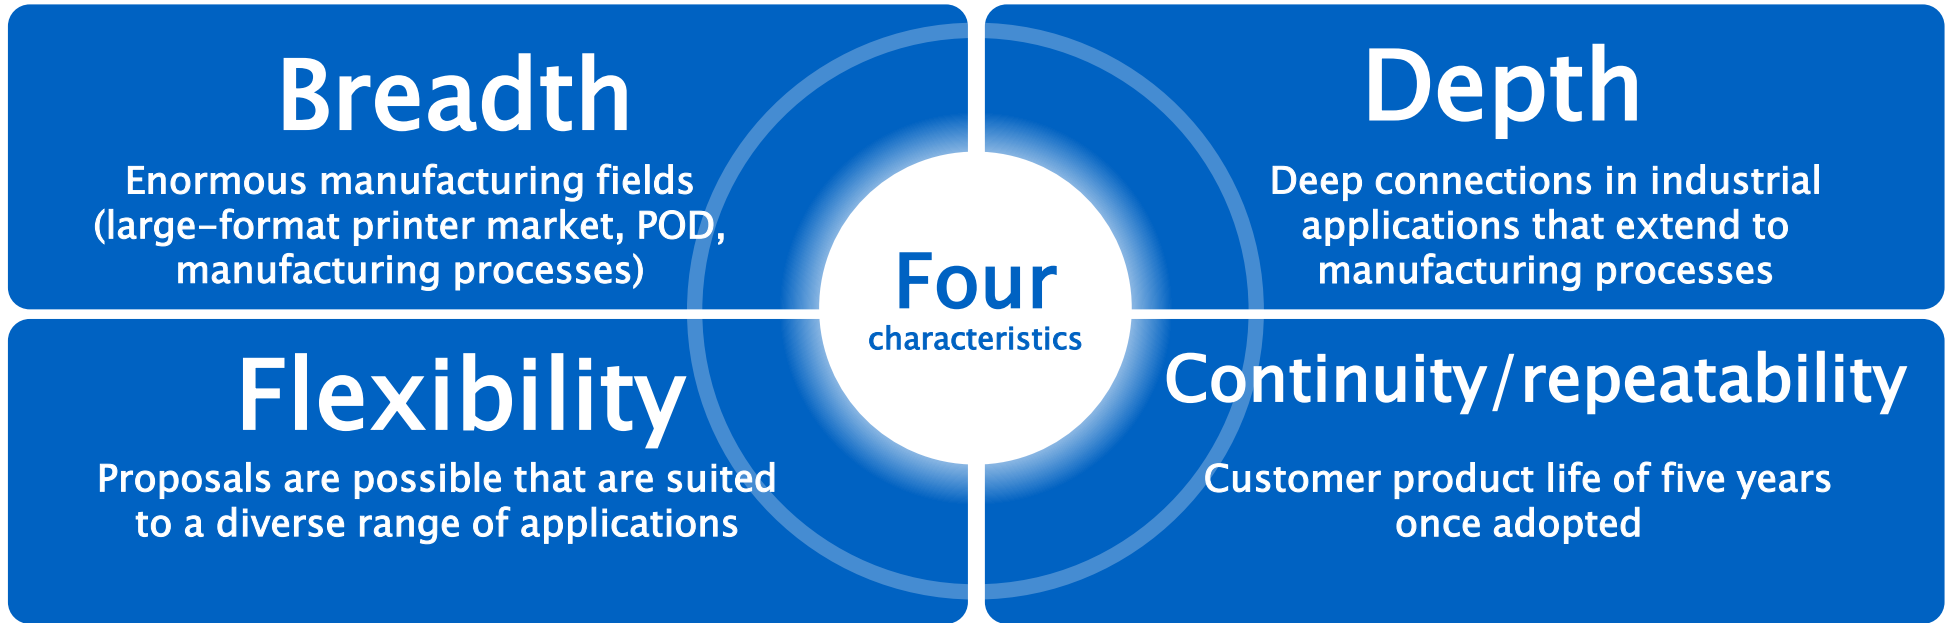 Breadth
Enormous manufacturing fields
(large-format printer market, POD,
manufacturing processes)
Depth
Deep connections in industrial
applications that extend to
manufacturing processes
Four
characteristics
Flexibility
Proposals are possible that are suited
to a diverse range of applications
Continuity/repeatability
Customer product life of five years
once adopted